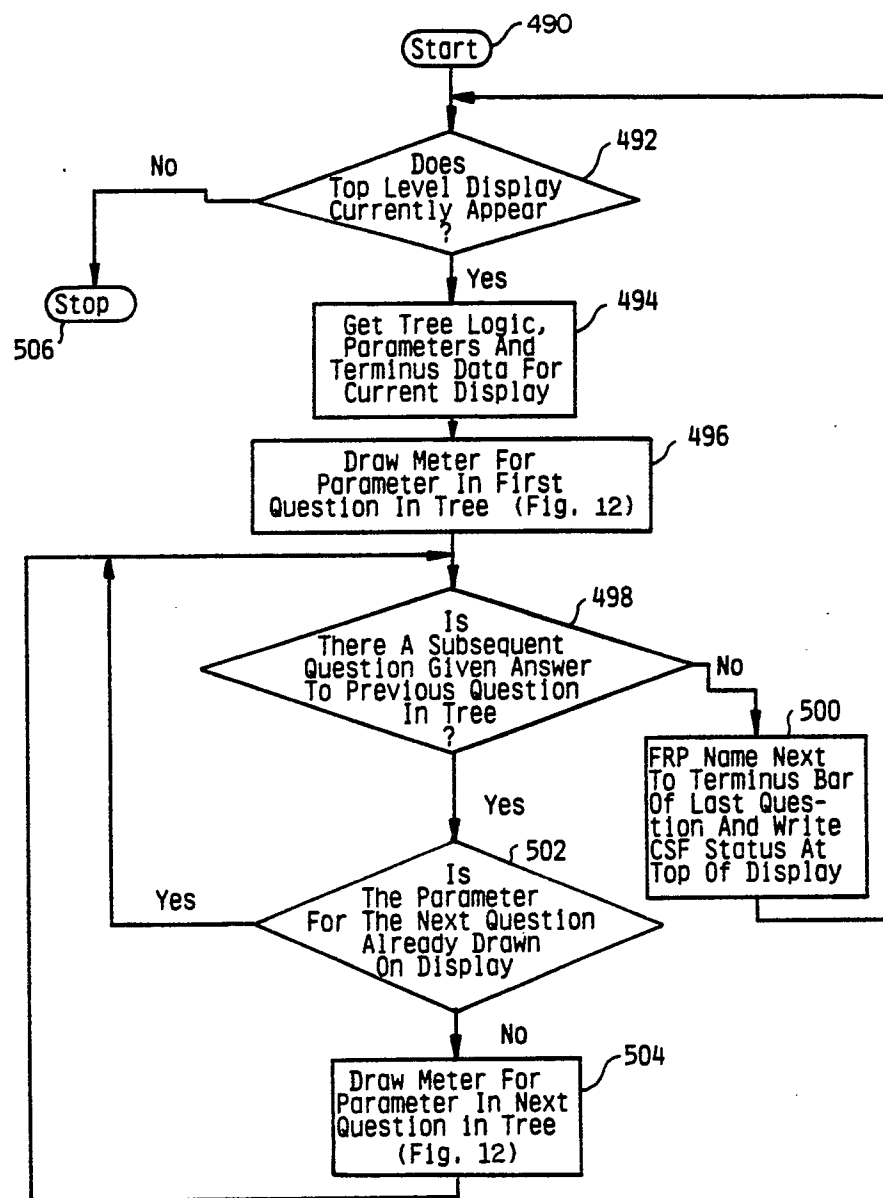 Start
490
Does
Top Level Display
Currently Appear
?
492
No
Stop
506
Yes
Get Tree Logic,
Parameters And
Terminus Data For
Current Display
494
Draw Meter For
Parameter In First
Question In Tree (Fig. 12)
496
Is
There A Subsequent
Question Given Answer
To Previous Question
In Tree
?
498
No
500
FRP Name Next
To Terminus Bar
Of Last Ques-
tion And Write
CSF Status At
Top Of Display
Yes
502
Is
The Parameter
For The Next Question
Already Drawn
On Display
Yes
No
Draw Meter For
Parameter In Next
Question in Tree
(Fig. 12)
504